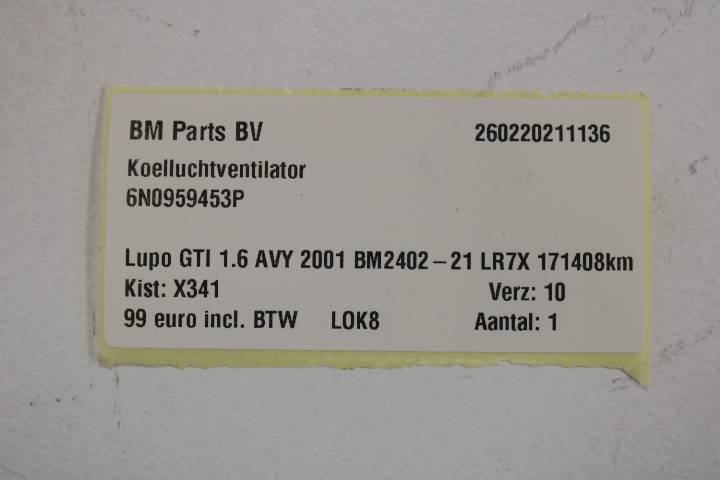 BM Parts BV 260220211136
Koelluchtventilator
6N0959453P
Lupo GTI 1.6 AVY 2001 BM2402-21 LR7X 171408km
Kist: X341 Verz: 10
99 euro incl. BTW LOK8 Aantal: 1